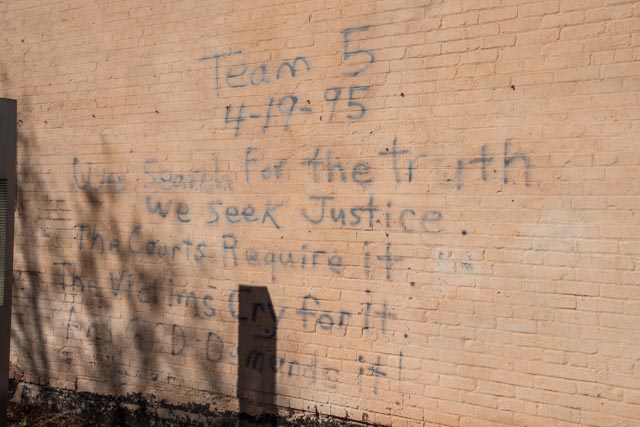 Team 5
4-19-95
We Search For the truth
We seek Justice.
The Courts Require it.
The Victims Cry for it.
And GOD Demands it!